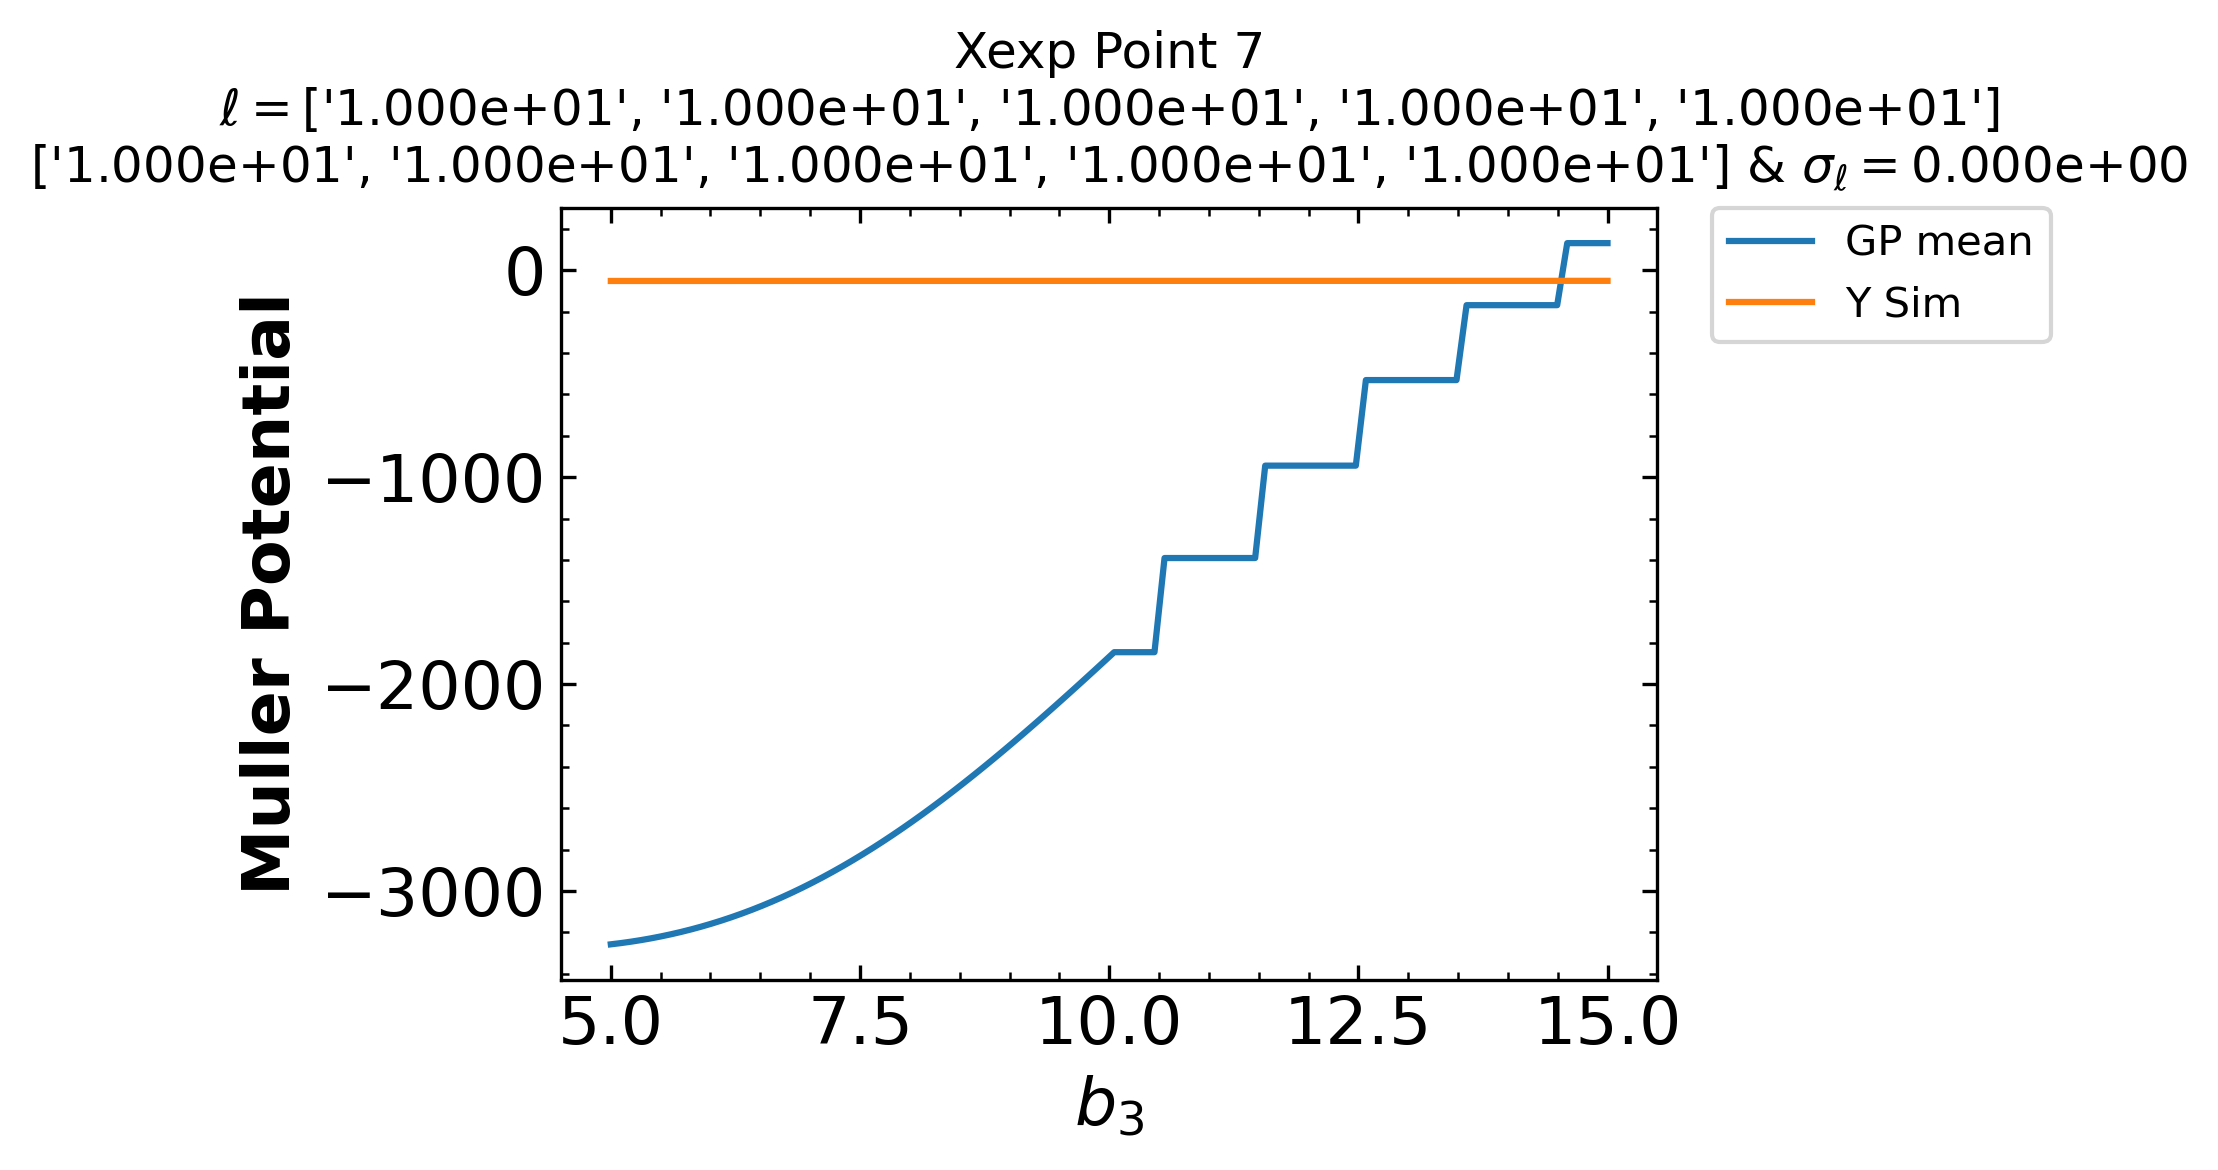 Xexp Point 7
ℓ = ['1.000e+01', '1.000e+01', '1.000e+01', '1.000e+01', '1.000e+01']
['1.000e+01', '1.000e+01', '1.000e+01', '1.000e+01', '1.000e+01'] & σ_ℓ = 0.000e+00
GP mean
Y Sim
Muller Potential
0
−1000
−2000
−3000
5.0 7.5 10.0 12.5 15.0
b₃